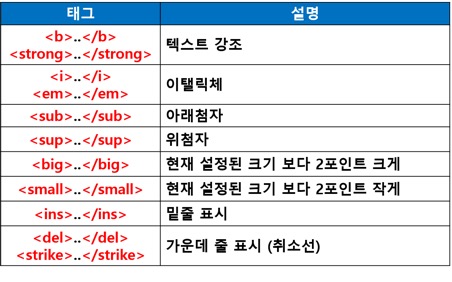 태그 설명
<b>..</b>
<strong>..</strong> 텍스트 강조
<i>..</i>
<em>..</em> 이탤릭체
<sub>..</sub> 아래첨자
<sup>..</sup> 위첨자
<big>..</big> 현재 설정된 크기 보다 2포인트 크게
<small>..</small> 현재 설정된 크기 보다 2포인트 작게
<ins>..</ins> 밑줄 표시
<del>..</del>
<strike>..</strike> 가운데 줄 표시 (취소선)